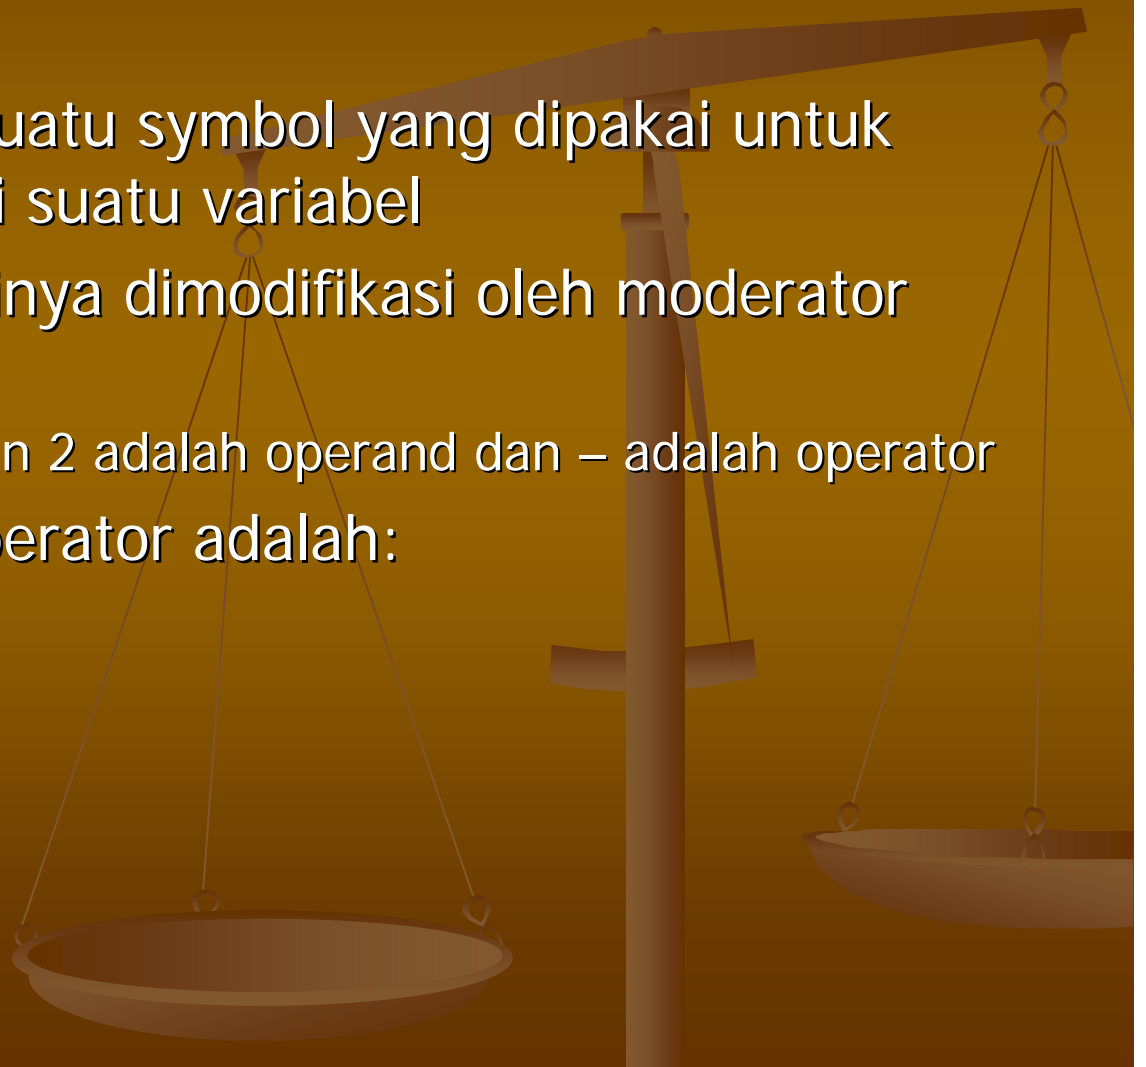 uatu symbol yang dipakai untuk
i suatu variabel
inya dimodifikasi oleh moderator
n 2 adalah operand dan – adalah operator
erator adalah: